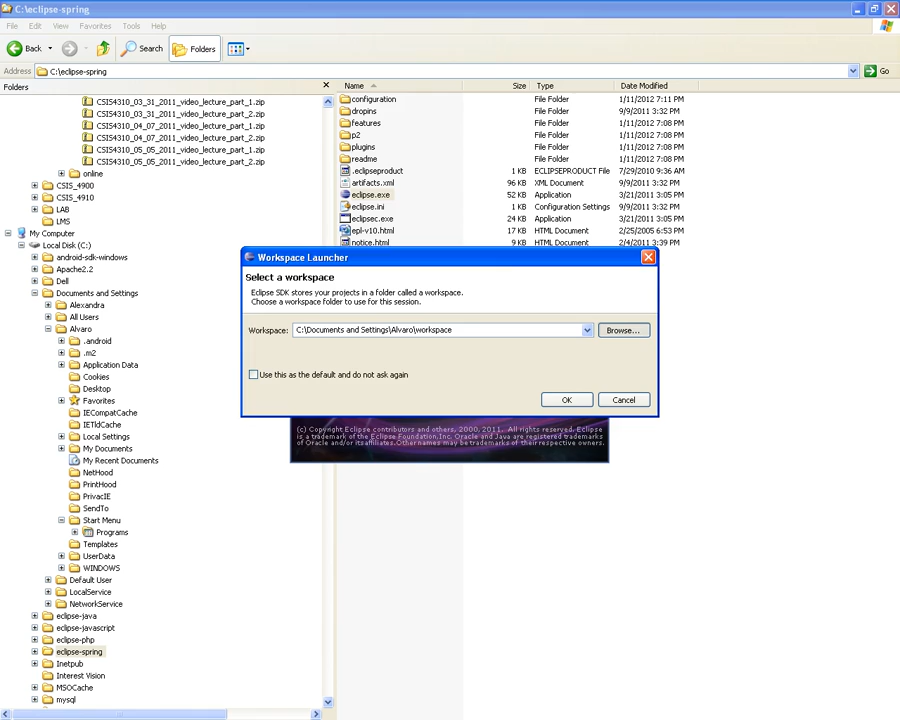 C:\eclipse-spring
File Edit View Favorites Tools Help
Back Search Folders
Address C:\eclipse-spring Go
Folders
CSIS4310_03_31_2011_video_lecture_part_1.zip
CSIS4310_03_31_2011_video_lecture_part_2.zip
CSIS4310_04_07_2011_video_lecture_part_1.zip
CSIS4310_04_07_2011_video_lecture_part_2.zip
CSIS4310_05_05_2011_video_lecture_part_1.zip
CSIS4310_05_05_2011_video_lecture_part_2.zip
online
CSIS_4900
CSIS_4910
LAB
LMS
My Computer
Local Disk (C:)
android-sdk-windows
Apache2.2
Dell
Documents and Settings
Alexandra
All Users
Alvaro
.android
.m2
Application Data
Cookies
Desktop
Favorites
IECompatCache
IETldCache
Local Settings
My Documents
My Recent Documents
NetHood
PrintHood
PrivacIE
SendTo
Start Menu
Programs
Templates
UserData
WINDOWS
Default User
LocalService
NetworkService
eclipse-java
eclipse-javascript
eclipse-php
eclipse-spring
Inetpub
Interest Vision
MSOCache
mysql
Name Size Type Date Modified
configuration File Folder 1/11/2012 7:11 PM
dropins File Folder 9/9/2011 3:32 PM
features File Folder 1/11/2012 7:08 PM
p2 File Folder 1/11/2012 7:08 PM
plugins File Folder 1/11/2012 7:08 PM
readme File Folder 1/11/2012 7:08 PM
.eclipseproduct 1 KB ECLIPSEPRODUCT File 7/29/2010 9:36 AM
artifacts.xml 96 KB XML Document 9/9/2011 3:32 PM
eclipse.exe 52 KB Application 3/21/2011 3:05 PM
eclipse.ini 1 KB Configuration Settings 9/9/2011 3:32 PM
eclipsec.exe 24 KB Application 3/21/2011 3:05 PM
epl-v10.html 17 KB HTML Document 2/25/2005 6:53 PM
notice.html 9 KB HTML Document 2/4/2011 3:39 PM
Workspace Launcher
Select a workspace
Eclipse SDK stores your projects in a folder called a workspace.
Choose a workspace folder to use for this session.
Workspace: C:\Documents and Settings\Alvaro\workspace Browse...
Use this as the default and do not ask again
OK Cancel
(c) Copyright Eclipse contributors and others, 2000, 2011. All rights reserved. Eclipse
is a trademark of the Eclipse Foundation,Inc. Oracle and Java are registered trademarks
of Oracle and/or itsaffiliates.Other names may be trademarks of their respective owners.